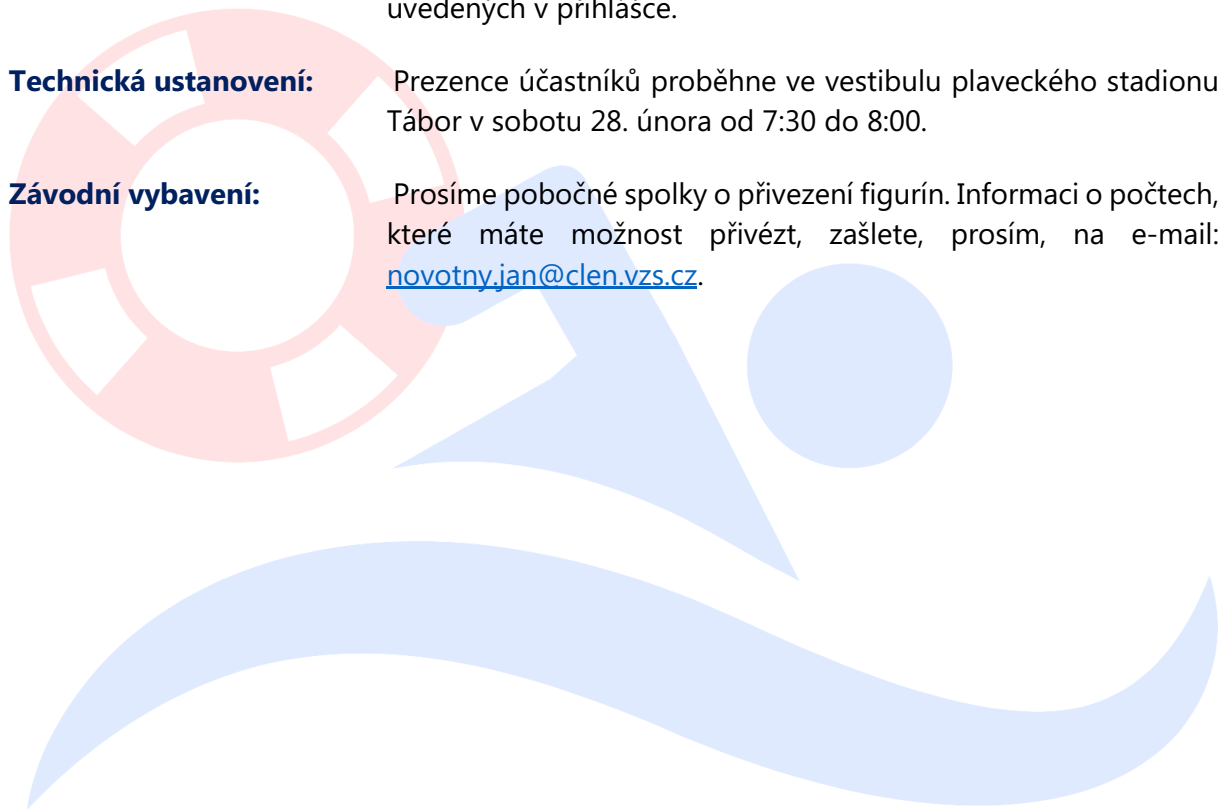 uvedených v přihlášce.
Technická ustanovení: Prezence účastníků proběhne ve vestibulu plaveckého stadionu
Tábor v sobotu 28. února od 7:30 do 8:00.
Závodní vybavení: Prosíme pobočné spolky o přivezení figurín. Informaci o počtech,
které máte možnost přivézt, zašlete, prosím, na e-mail:
novotny.jan@clen.vzs.cz.